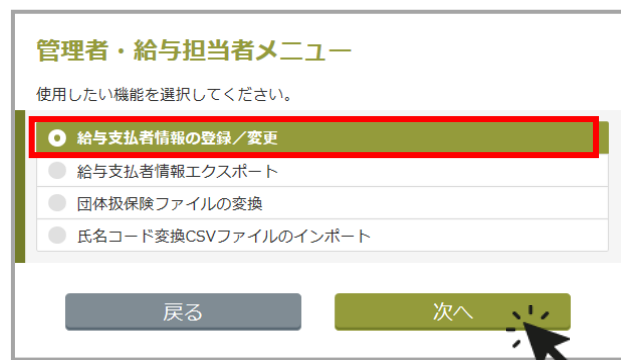 管理者・給与担当者メニュー
使用したい機能を選択してください。
給与支払者情報の登録／変更
給与支払者情報エクスポート
団体扱保険ファイルの変換
氏名コード変換CSVファイルのインポート
戻る
次へ